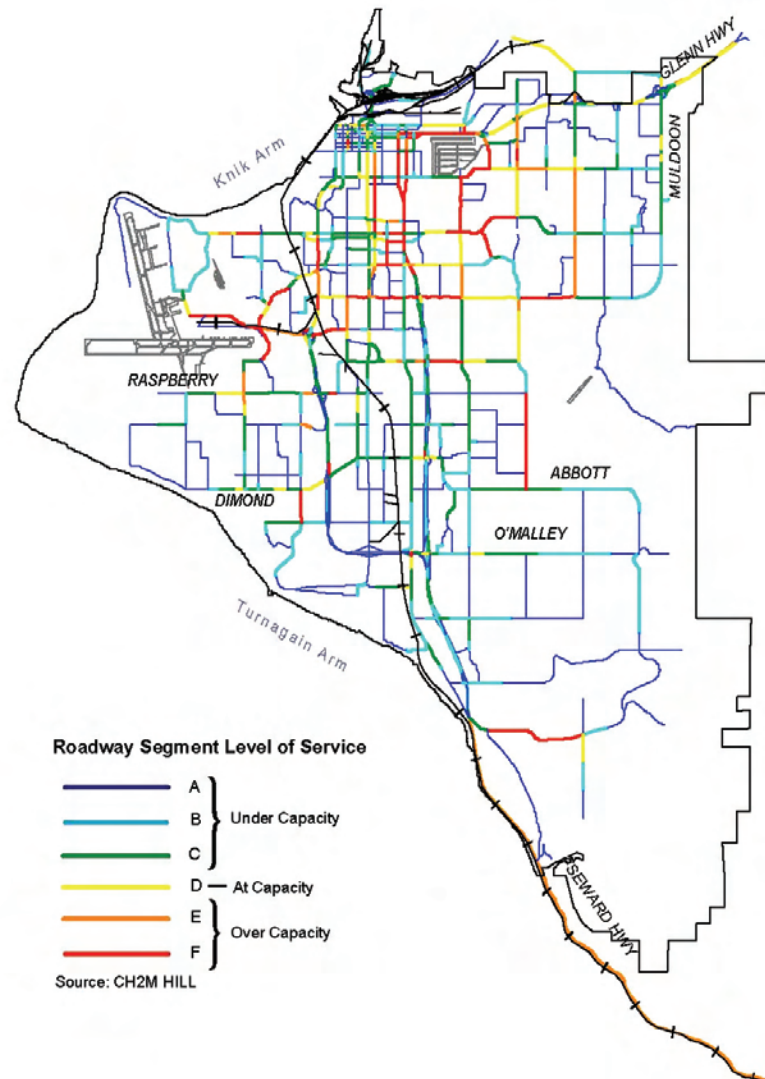 GLENN HWY
MULDOON
Knik Arm
RASPBERRY
ABBOTT
DIMOND
O'MALLEY
Turnagain Arm
Roadway Segment Level of Service
A
B Under Capacity
C
D At Capacity
E
Over Capacity
F
Source: CH2M HILL
SEWARD HWY